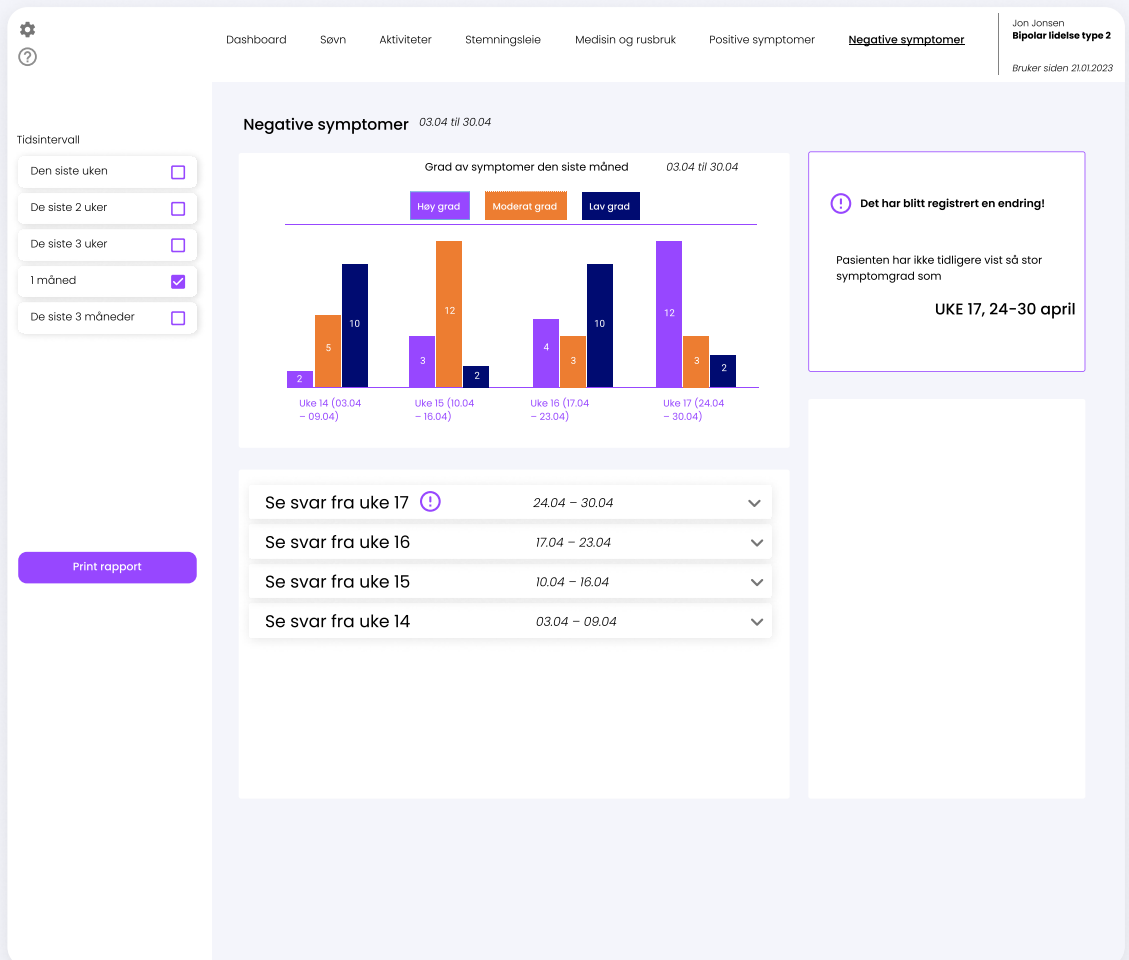 Dashboard Søvn Aktiviteter Stemningsleie Medisin og rusbruk Positive symptomer Negative symptomer
Jon Jonsen
Bipolar lidelse type 2
Bruker siden 21.01.2023
Tidsintervall
Den siste uken
De siste 2 uker
De siste 3 uker
1 måned
De siste 3 måneder
Print rapport
Negative symptomer 03.04 til 30.04
Grad av symptomer den siste måned 03.04 til 30.04
Høy grad Moderat grad Lav grad
2 5 10 3 12 2 4 3 10 12 3 2
Uke 14 (03.04
– 09.04)
Uke 15 (10.04
– 16.04)
Uke 16 (17.04
– 23.04)
Uke 17 (24.04
– 30.04)
Det har blitt registrert en endring!
Pasienten har ikke tidligere vist så stor
symptomgrad som
UKE 17, 24-30 april
Se svar fra uke 17 24.04 – 30.04
Se svar fra uke 16 17.04 – 23.04
Se svar fra uke 15 10.04 – 16.04
Se svar fra uke 14 03.04 – 09.04